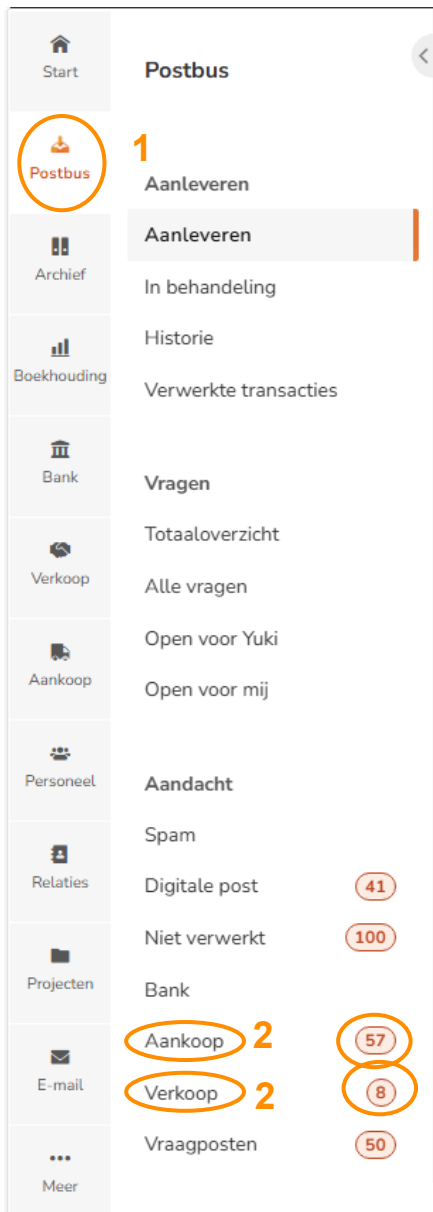 Start
Postbus
Archief
Boekhouding
Bank
Verkoop
Aankoop
Personeel
Relaties
Projecten
E-mail
Meer
Postbus
1
Aanleveren
Aanleveren
In behandeling
Historie
Verwerkte transacties
Vragen
Totaaloverzicht
Alle vragen
Open voor Yuki
Open voor mij
Aandacht
Spam
Digitale post 41
Niet verwerkt 100
Bank
Aankoop 2 57
Verkoop 2 8
Vraagposten 50